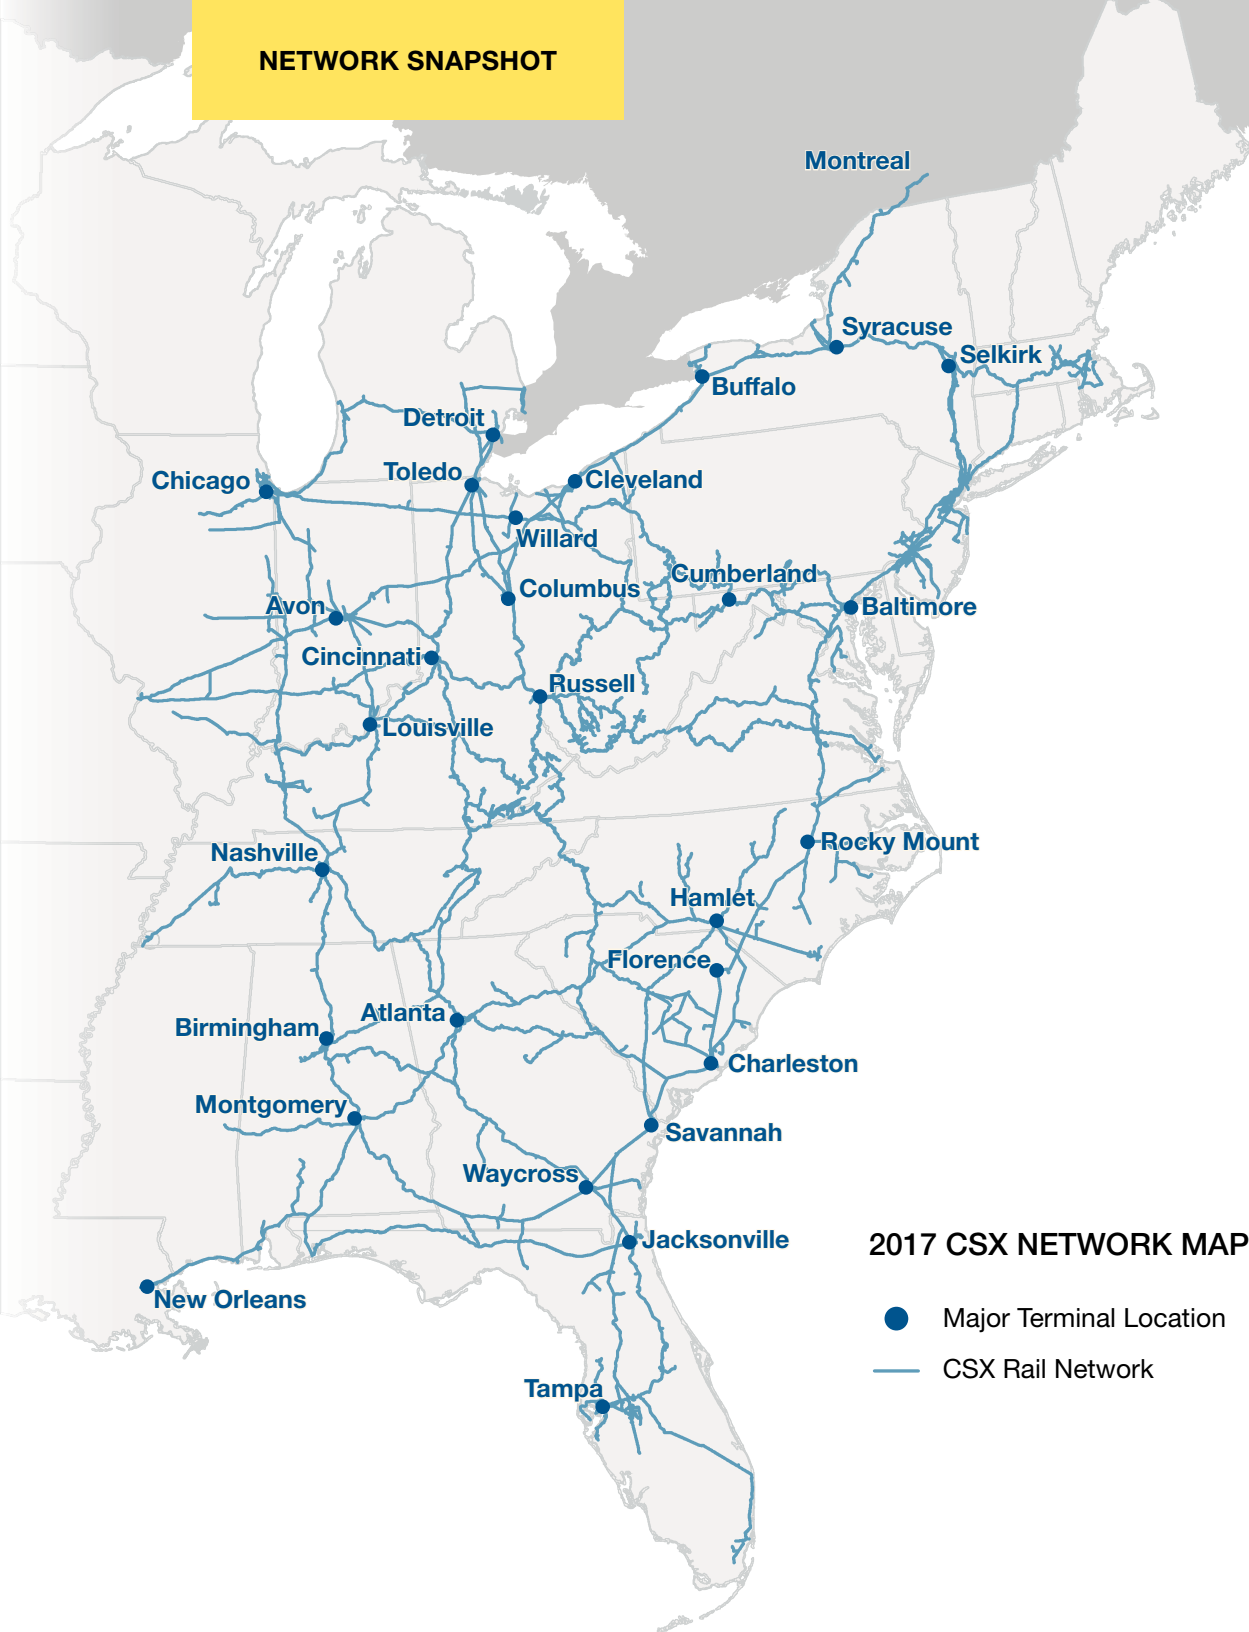 NETWORK SNAPSHOT
Montreal
Syracuse
Selkirk
Buffalo
Detroit
Toledo
Chicago
Cleveland
Willard
Cumberland
Columbus
Avon
Baltimore
Cincinnati
Russell
Louisville
Rocky Mount
Nashville
Hamlet
Florence
Atlanta
Birmingham
Charleston
Montgomery
Savannah
Waycross
Jacksonville
2017 CSX NETWORK MAP
New Orleans
Major Terminal Location
CSX Rail Network
Tampa